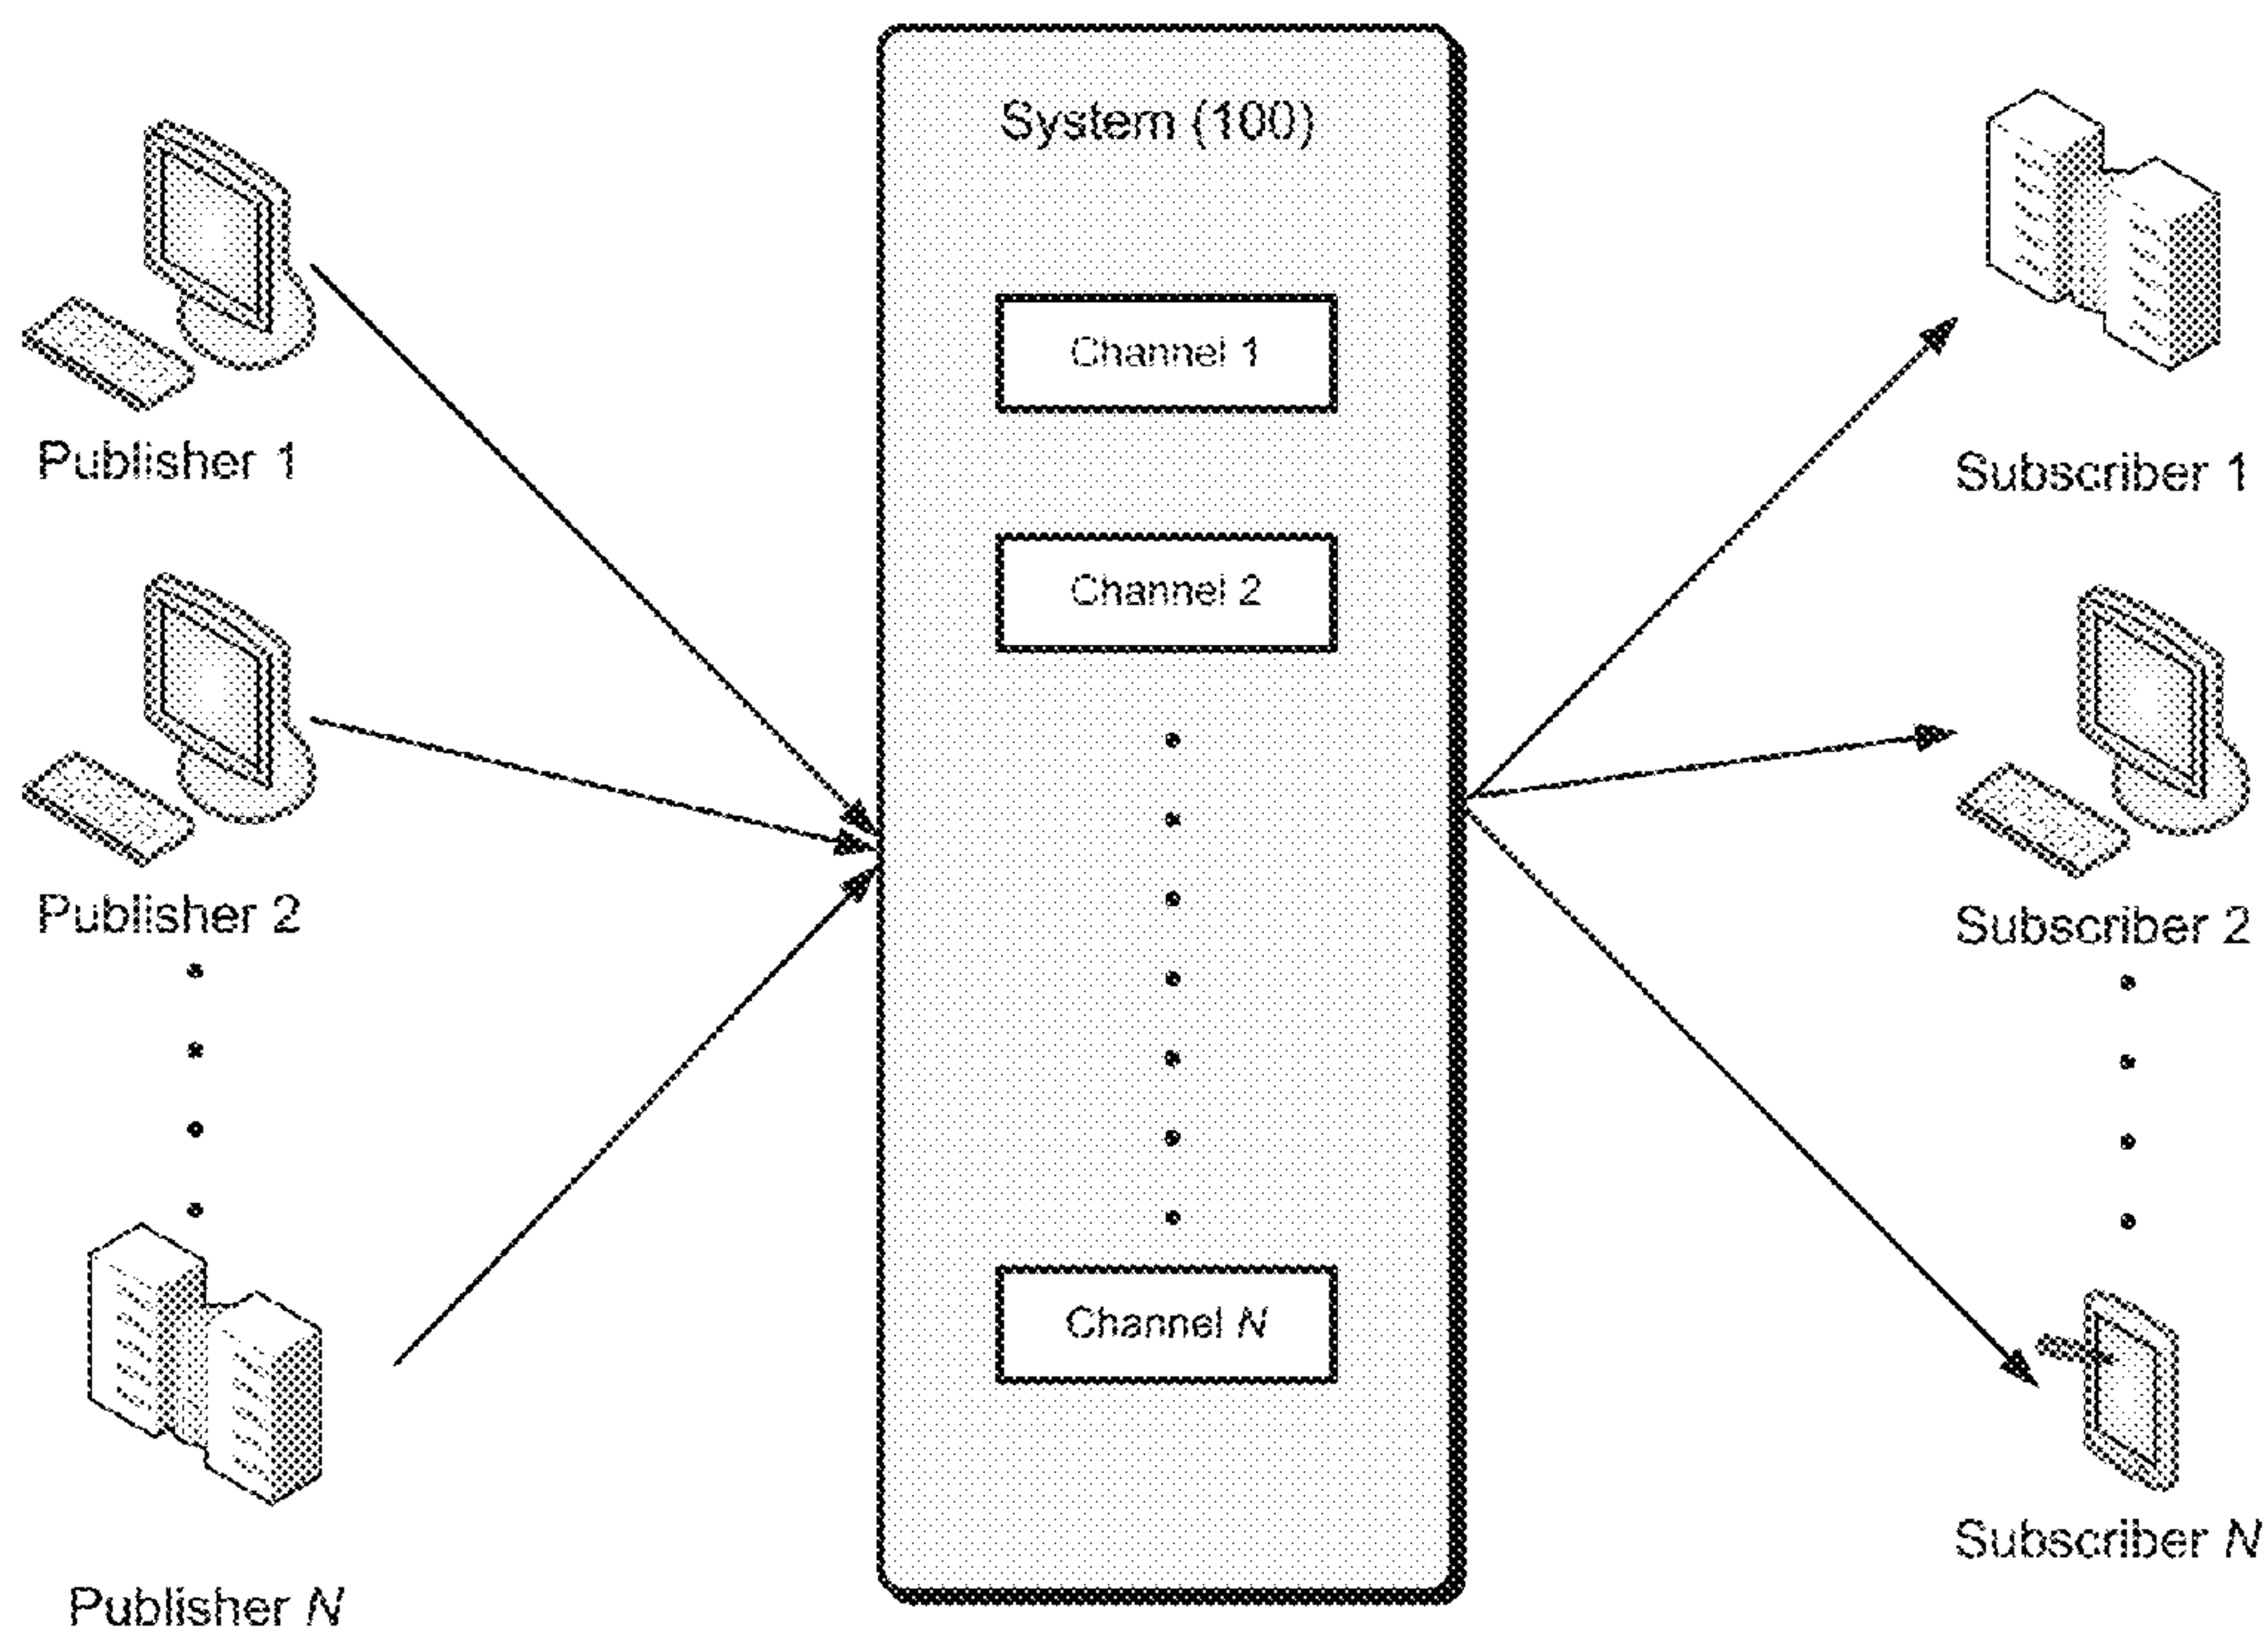 System (100)
Publisher 1
Publisher 2
Publisher N
Channel 1
Channel 2
Channel N
Subscriber 1
Subscriber 2
Subscriber N